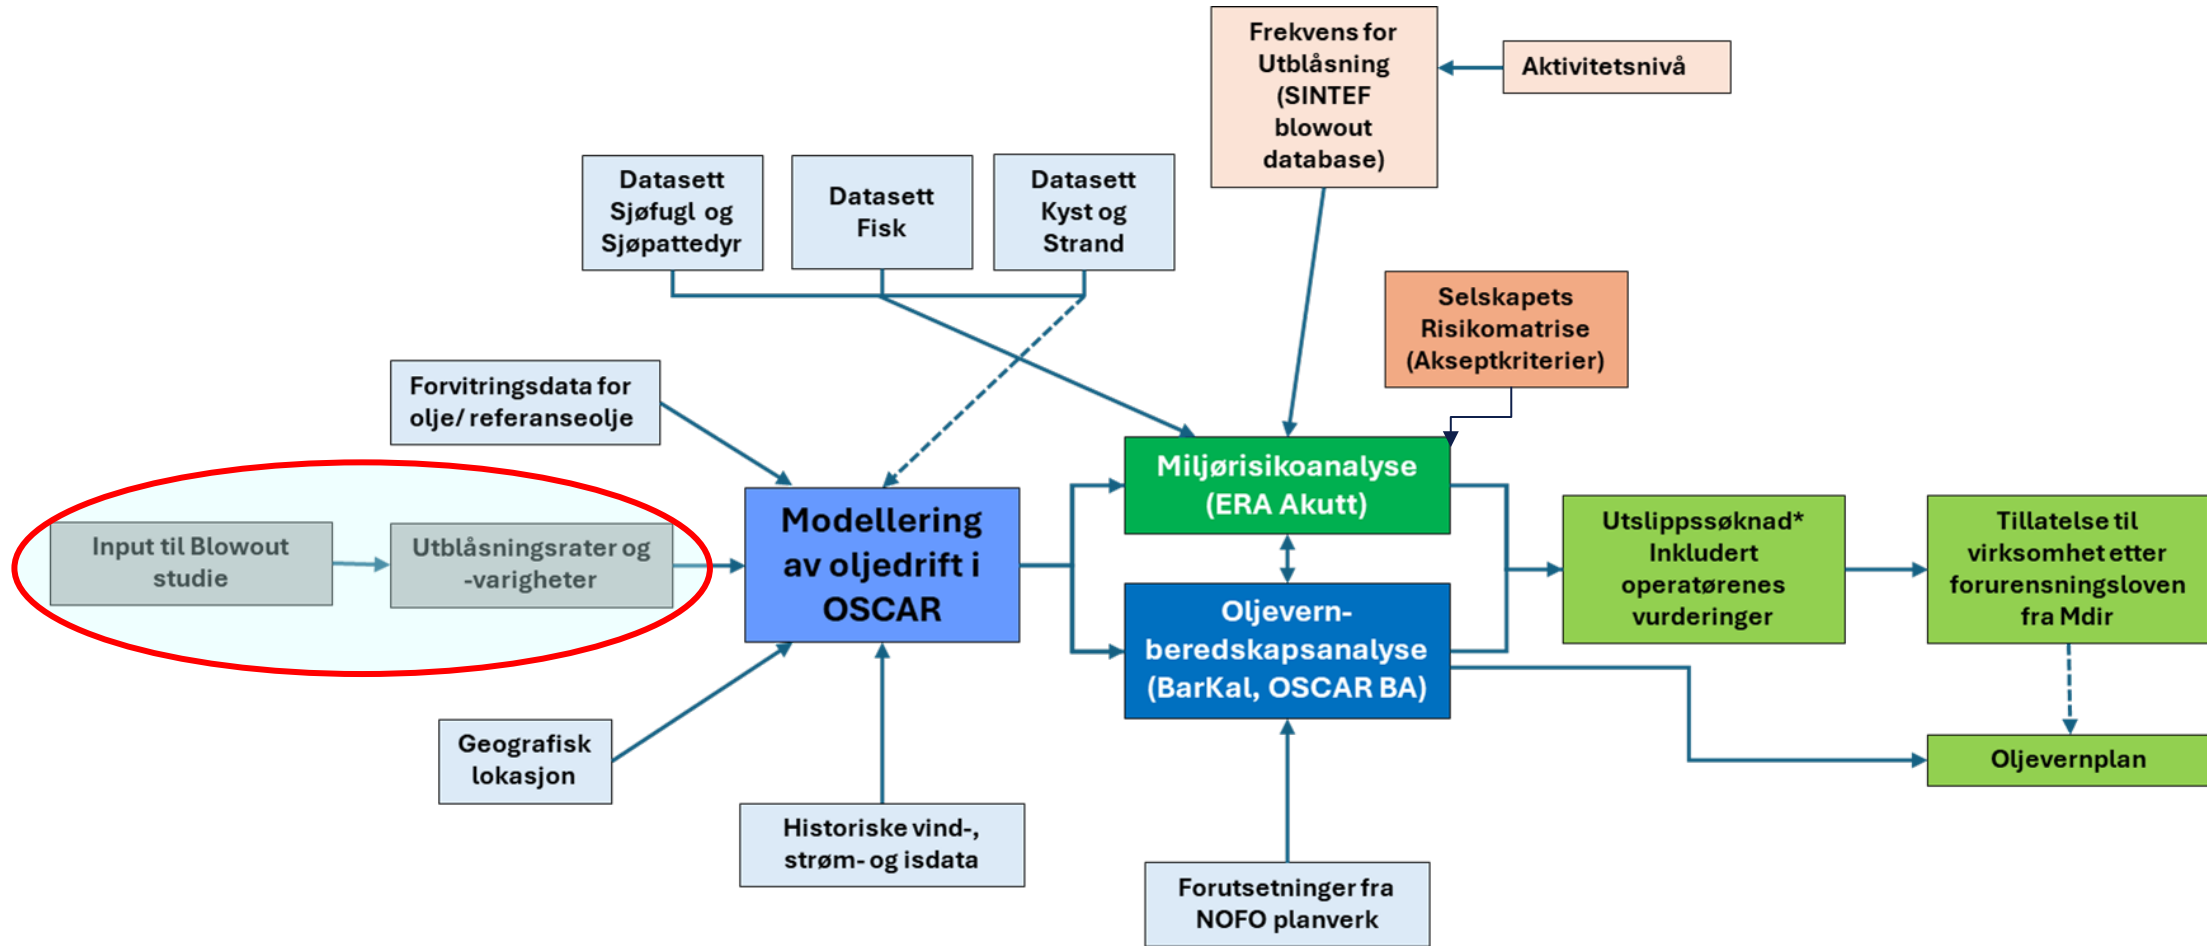 Frekvens for
Utblåsning
(SINTEF
blowout
database)
Aktivitetsnivå
Datasett
Sjøfugl og
Sjøpattedyr
Datasett
Fisk
Datasett
Kyst og
Strand
Selskapets
Risikomatrise
(Akseptkriterier)
Forvitringsdata for
olje/ referanseolje
Input til Blowout
studie
Utblåsningsrater og
-varigheter
Modellering
av oljedrift i
OSCAR
Miljørisikoanalyse
(ERA Akutt)
Oljevern-
beredskapsanalyse
(BarKal, OSCAR BA)
Utslippssøknad*
Inkludert
operatørenes
vurderinger
Tillatelse til
virksomhet etter
forurensningsloven
fra Mdir
Oljevernplan
Geografisk
lokasjon
Historiske vind-,
strøm- og isdata
Forutsetninger fra
NOFO planverk